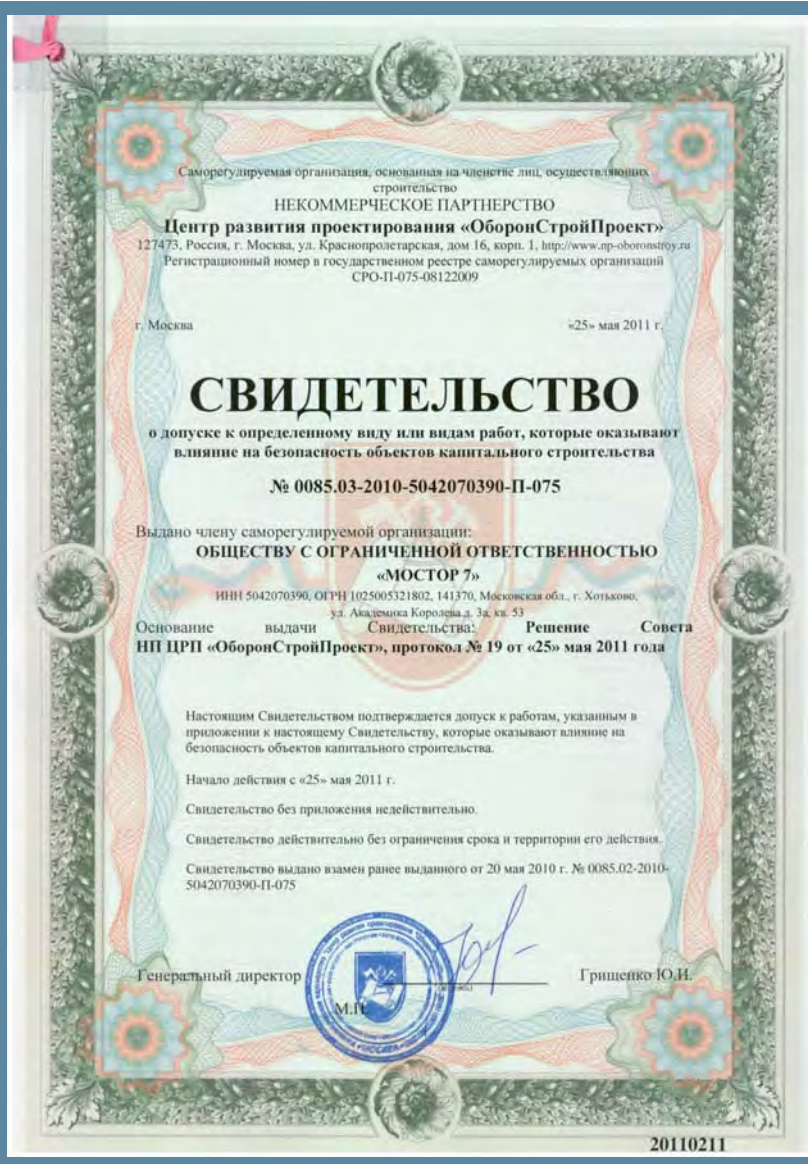 Саморегулируемая организация, основанная на членстве лиц, осуществляющих
строительство
НЕКОММЕРЧЕСКОЕ ПАРТНЕРСТВО
Центр развития проектирования «ОборонСтройПроект»
127473, Россия, г. Москва, ул. Краснопролетарская, дом 16, корп. 1, http://www.np-oboronstroy.ru
Регистрационный номер в государственном реестре саморегулируемых организаций
СРО-П-075-08122009
г. Москва «25» мая 2011 г.
СВИДЕТЕЛЬСТВО
о допуске к определенному виду или видам работ, которые оказывают
влияние на безопасность объектов капитального строительства
№ 0085.03-2010-5042070390-П-075
Выдано члену саморегулируемой организации:
ОБЩЕСТВУ С ОГРАНИЧЕННОЙ ОТВЕТСТВЕННОСТЬЮ
«МОСТОР 7»
ИНН 5042070390, ОГРН 1025005321802, 141370, Московская обл., г. Хотьково,
ул. Академика Королева д. 3а, кв. 53
Основание выдачи Свидетельства: Решение Совета
НП ЦРП «ОборонСтройПроект», протокол № 19 от «25» мая 2011 года
Настоящим Свидетельством подтверждается допуск к работам, указанным в
приложении к настоящему Свидетельству, которые оказывают влияние на
безопасность объектов капитального строительства.
Начало действия с «25» мая 2011 г.
Свидетельство без приложения недействительно.
Свидетельство действительно без ограничения срока и территории его действия.
Свидетельство выдано взамен ранее выданного от 20 мая 2010 г. № 0085.02-2010-
5042070390-П-075
Генеральный директор Грищенко Ю.И.
М.П.
20110211